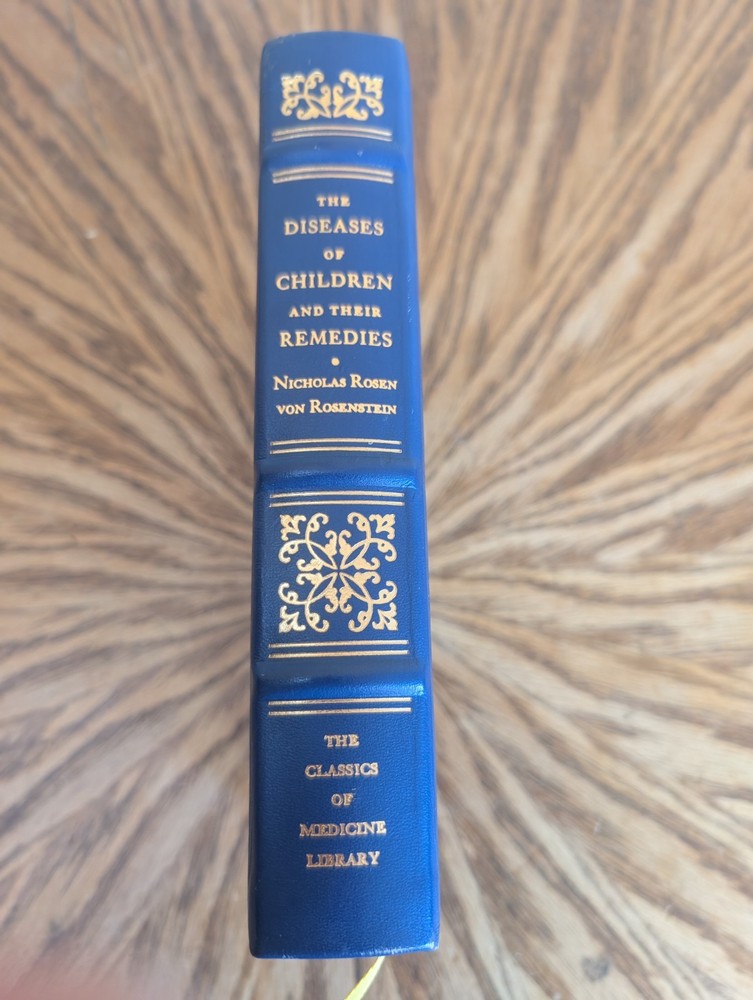 THE
DISEASES
OF
CHILDREN
AND THEIR
REMEDIES
•
NICHOLAS ROSEN
VON ROSENSTEIN
THE
CLASSICS
OF
MEDICINE
LIBRARY